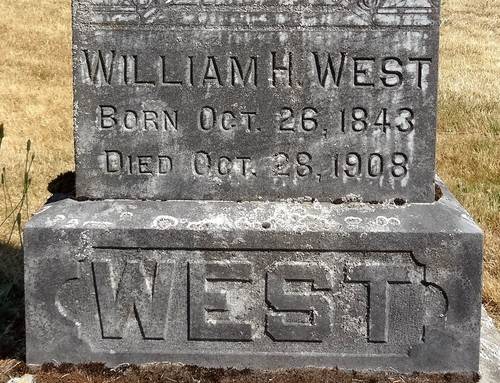 WILLIAM H. WEST
BORN OCT. 26, 1843
DIED OCT. 28, 1908
WEST